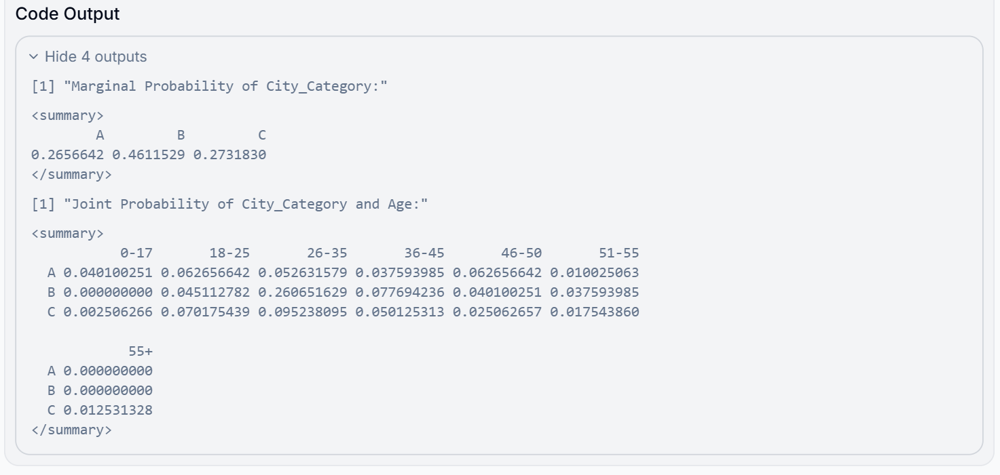 Code Output
Hide 4 outputs
[1] "Marginal Probability of City_Category:"
<summary>
        A         B         C
0.2656642 0.4611529 0.2731830
</summary>
[1] "Joint Probability of City_Category and Age:"
<summary>
           0-17       18-25       26-35       36-45       46-50       51-55
  A 0.040100251 0.062656642 0.052631579 0.037593985 0.062656642 0.010025063
  B 0.000000000 0.045112782 0.260651629 0.077694236 0.040100251 0.037593985
  C 0.002506266 0.070175439 0.095238095 0.050125313 0.025062657 0.017543860
            55+
  A 0.000000000
  B 0.000000000
  C 0.012531328
</summary>